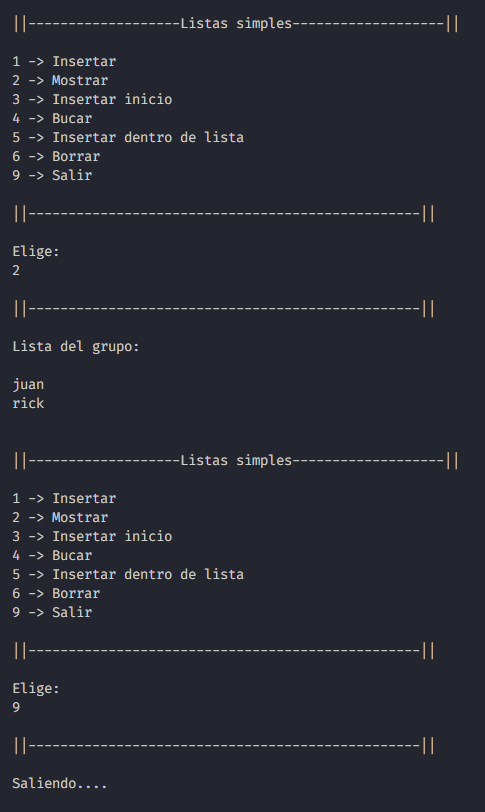 ||-------------------Listas simples-------------------||
1 -> Insertar
2 -> Mostrar
3 -> Insertar inicio
4 -> Bucar
5 -> Insertar dentro de lista
6 -> Borrar
9 -> Salir
||-------------------------------------------------||
Elige:
2
||-------------------------------------------------||
Lista del grupo:
juan
rick
||-------------------Listas simples-------------------||
1 -> Insertar
2 -> Mostrar
3 -> Insertar inicio
4 -> Bucar
5 -> Insertar dentro de lista
6 -> Borrar
9 -> Salir
||-------------------------------------------------||
Elige:
9
||-------------------------------------------------||
Saliendo....